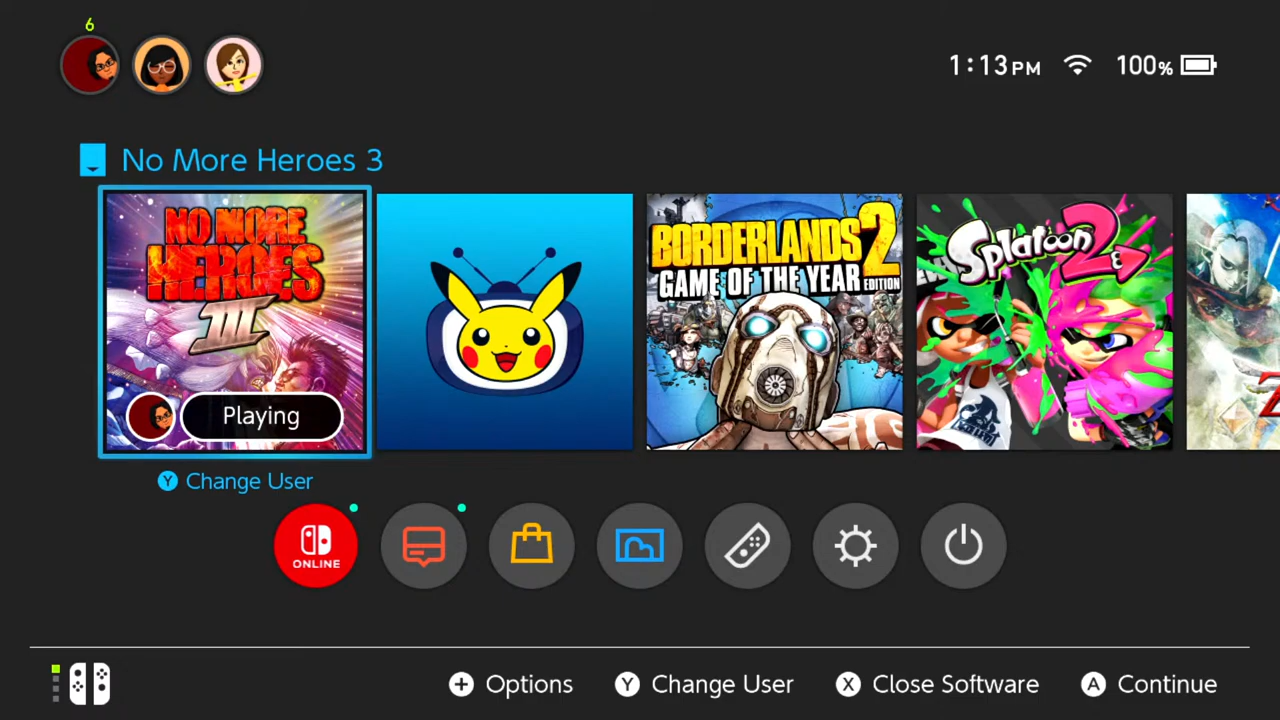 6
1:13PM 100%
No More Heroes 3
NO MORE
HEROES
III
Playing
BORDERLANDS 2
GAME OF THE YEAR EDITION
Splatoon 2
Z
Y Change User
ONLINE
+ Options Y Change User X Close Software A Continue